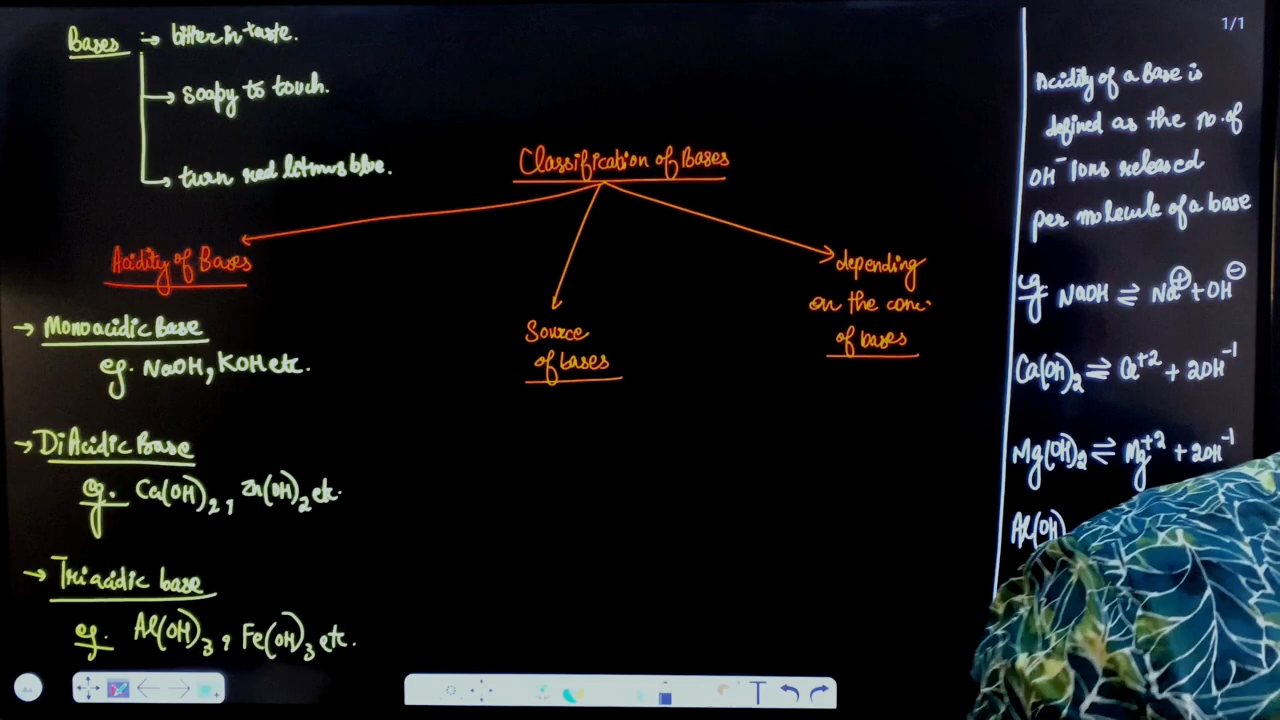 Bases → bitter in taste.
→ soapy to touch.
→ turn red litmus blue.
Classification of Bases
Acidity of Bases
→ Monoacidic Base
eg. NaOH, KOH etc.
→ DiAcidic Base
eg. Ca(OH)₂, Zn(OH)₂ etc.
→ Triacidic base
eg. Al(OH)₃, Fe(OH)₃ etc.
Source
of bases
depending
on the conc.
of bases
1/1
Acidity of a Base is
defined as the no. of
OH⁻ Ions released
per molecule of a base
eg. NaOH ⇌ Na⊕ + OH⊖
Ca(OH)₂ ⇌ Ca⁺² + 2OH⁻¹
Mg(OH)₂ ⇌ Mg⁺² + 2OH⁻¹
Al(OH)
T